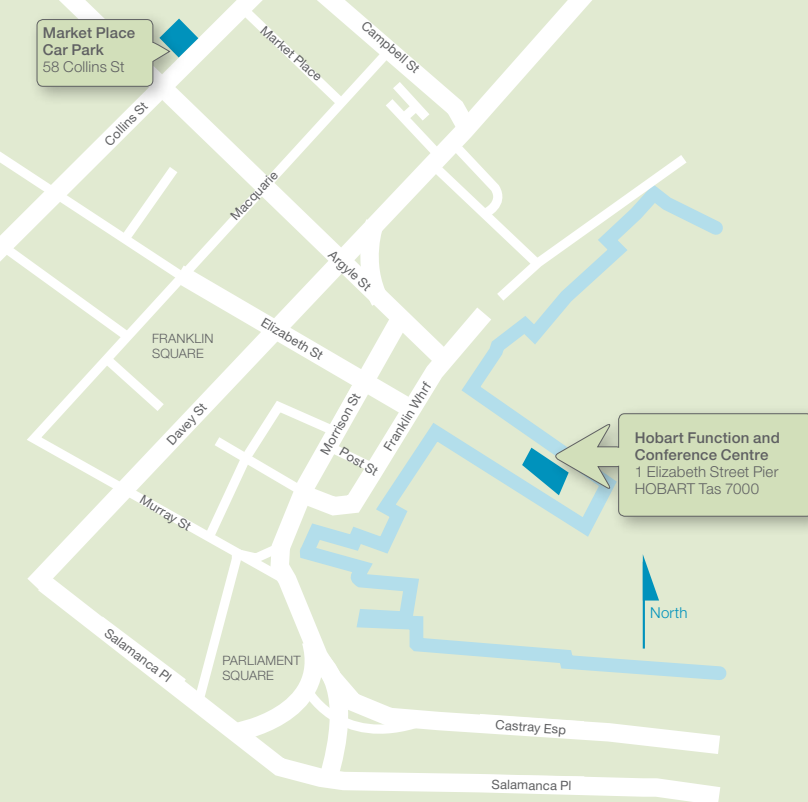 Market Place
Car Park
58 Collins St
Market Place
Campbell St
Collins St
Macquarie
Argyle St
FRANKLIN
SQUARE
Elizabeth St
Davey St
Morrison St
Franklin Whrf
Post St
Hobart Function and
Conference Centre
1 Elizabeth Street Pier
HOBART Tas 7000
Murray St
North
Salamanca Pl
PARLIAMENT
SQUARE
Castray Esp
Salamanca Pl